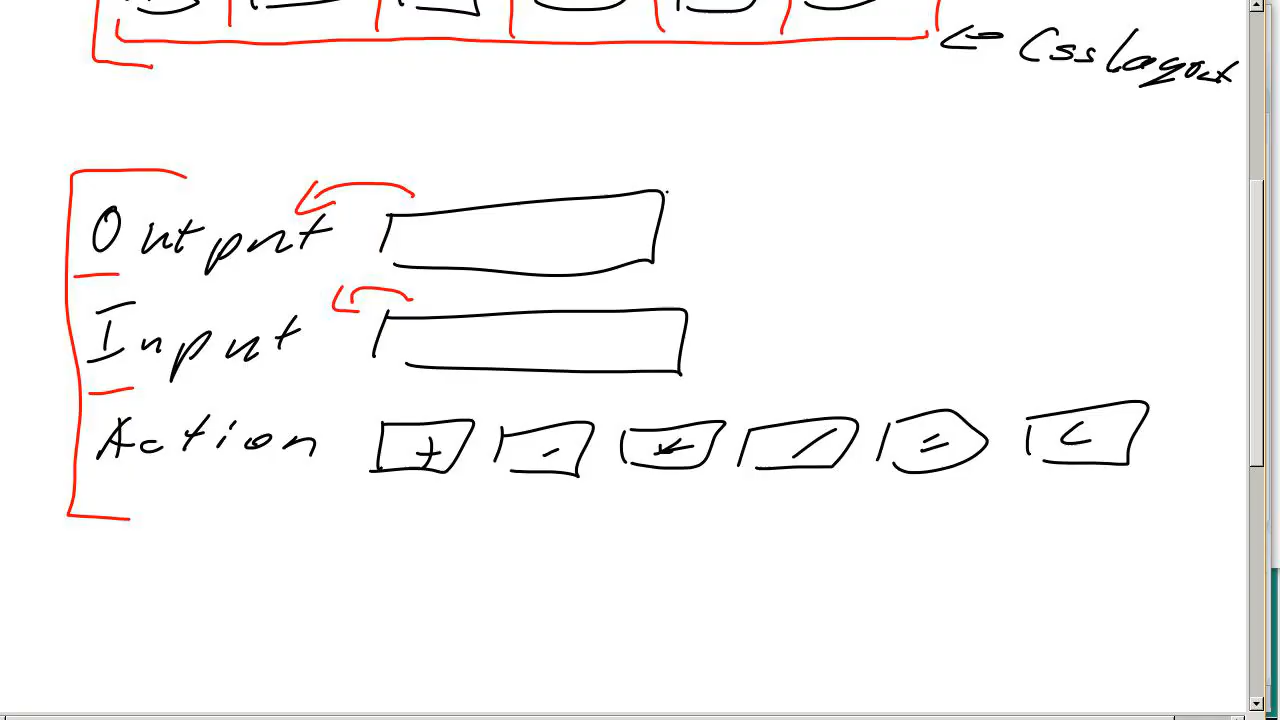 Css Layout
Output
Input
Action + - * / = C